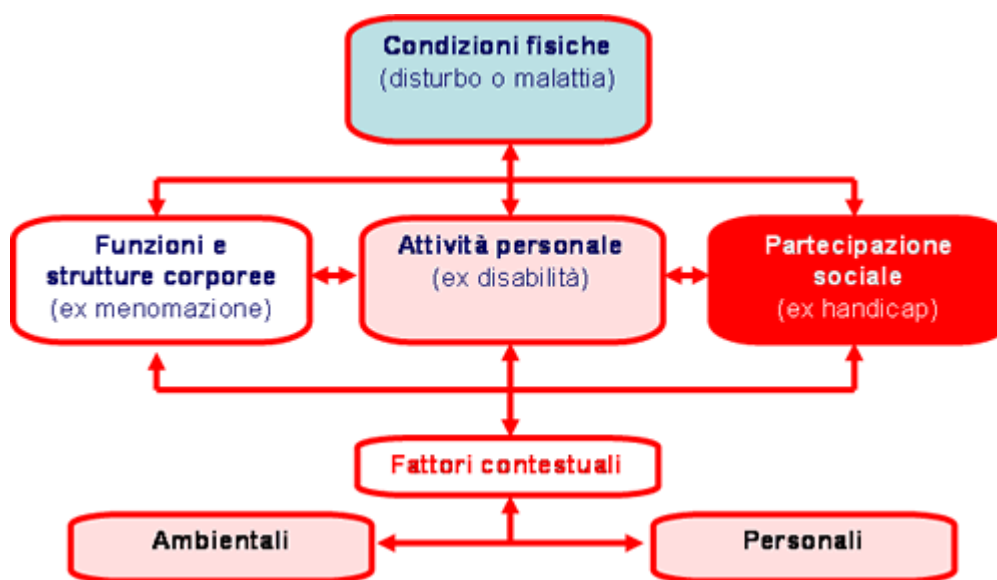 Condizioni fisiche
(disturbo o malattia)
Funzioni e
strutture corporee
(ex menomazione)
Attività personale
(ex disabilità)
Partecipazione
sociale
(ex handicap)
Fattori contestuali
Ambientali
Personali